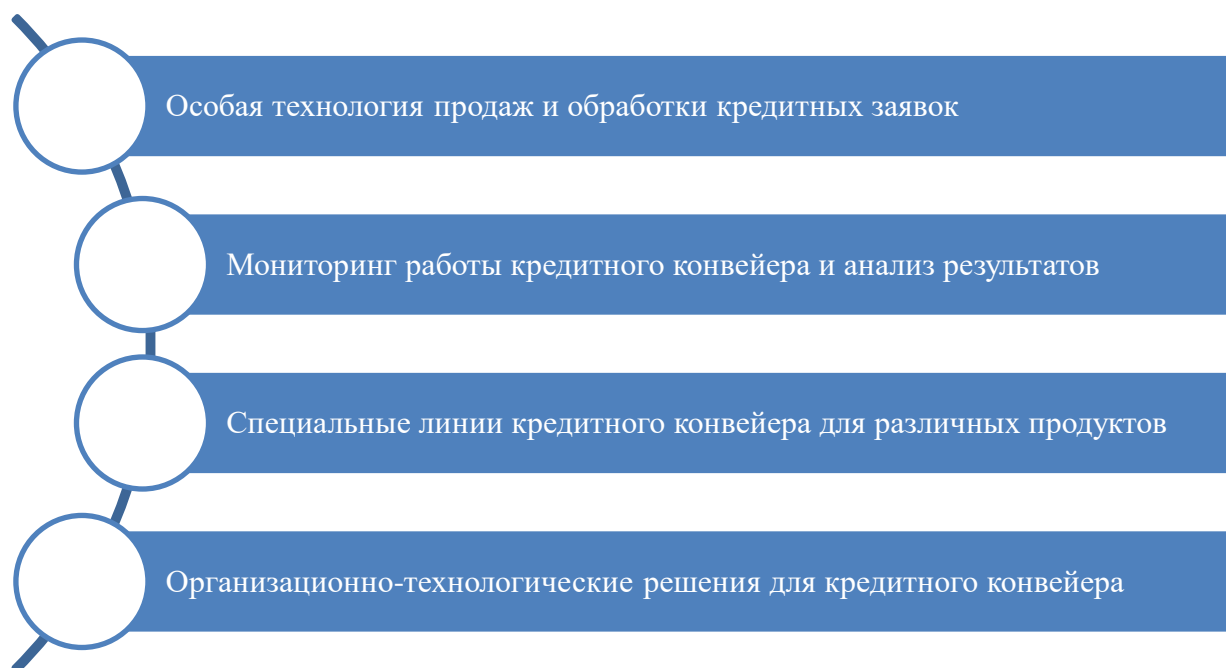 Особая технология продаж и обработки кредитных заявок
Мониторинг работы кредитного конвейера и анализ результатов
Специальные линии кредитного конвейера для различных продуктов
Организационно-технологические решения для кредитного конвейера